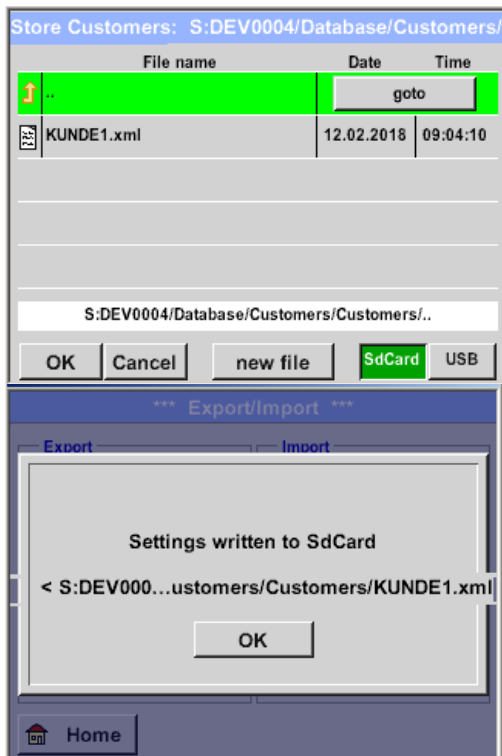 Store Customers: S:DEV0004/Database/Customers/
File name Date Time
.. goto
KUNDE1.xml 12.02.2018 09:04:10
S:DEV0004/Database/Customers/Customers/..
OK Cancel new file SdCard USB
*** Export/Import ***
Export Import
Settings written to SdCard
< S:DEV000...ustomers/Customers/KUNDE1.xml
OK
Home